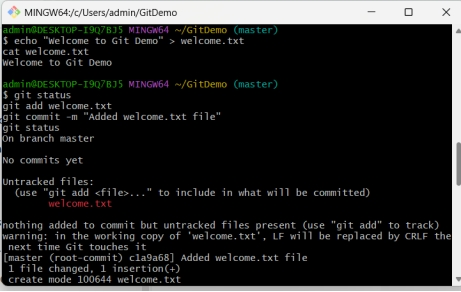 MINGW64:/c/Users/admin/GitDemo
admin@DESKTOP-I9Q7BJ5 MINGW64 ~/GitDemo (master)
$ echo "Welcome to Git Demo" > welcome.txt
cat welcome.txt
Welcome to Git Demo
admin@DESKTOP-I9Q7BJ5 MINGW64 ~/GitDemo (master)
$ git status
git add welcome.txt
git commit -m "Added welcome.txt file"
git status
On branch master
No commits yet
Untracked files:
(use "git add <file>..." to include in what will be committed)
welcome.txt
nothing added to commit but untracked files present (use "git add" to track)
warning: in the working copy of 'welcome.txt', LF will be replaced by CRLF the
next time Git touches it
[master (root-commit) c1a9a68] Added welcome.txt file
1 file changed, 1 insertion(+)
create mode 100644 welcome.txt